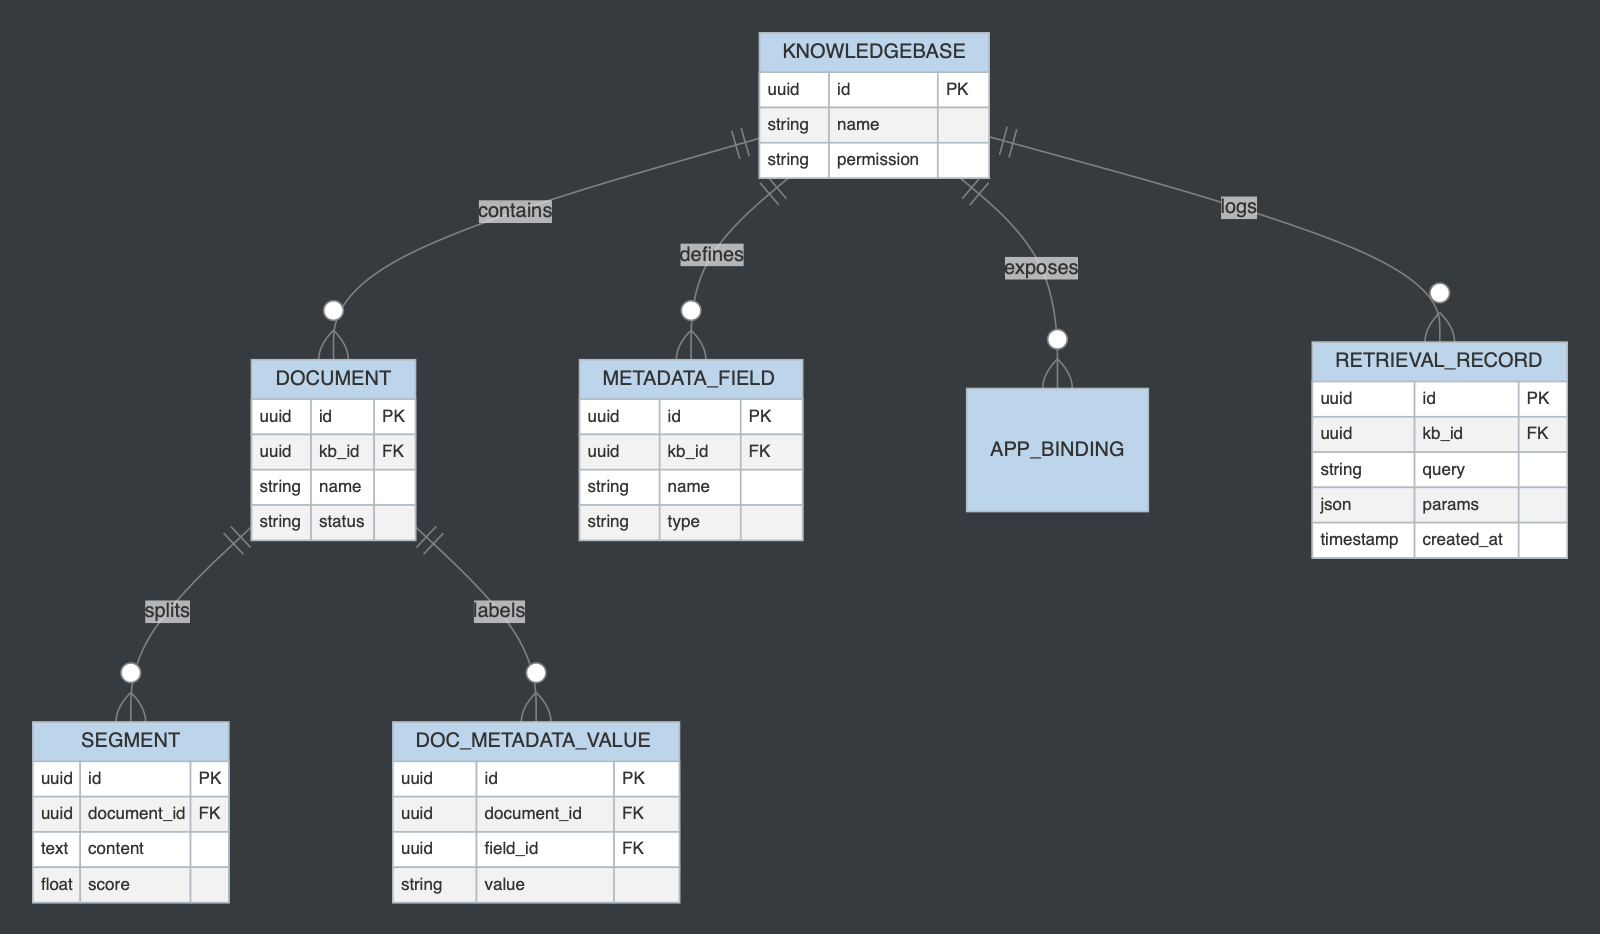 KNOWLEDGEBASE
uuid id PK
string name
string permission
contains
defines
exposes
logs
DOCUMENT
uuid id PK
uuid kb_id FK
string name
string status
METADATA_FIELD
uuid id PK
uuid kb_id FK
string name
string type
APP_BINDING
RETRIEVAL_RECORD
uuid id PK
uuid kb_id FK
string query
json params
timestamp created_at
splits
labels
SEGMENT
uuid id PK
uuid document_id FK
text content
float score
DOC_METADATA_VALUE
uuid id PK
uuid document_id FK
uuid field_id FK
string value